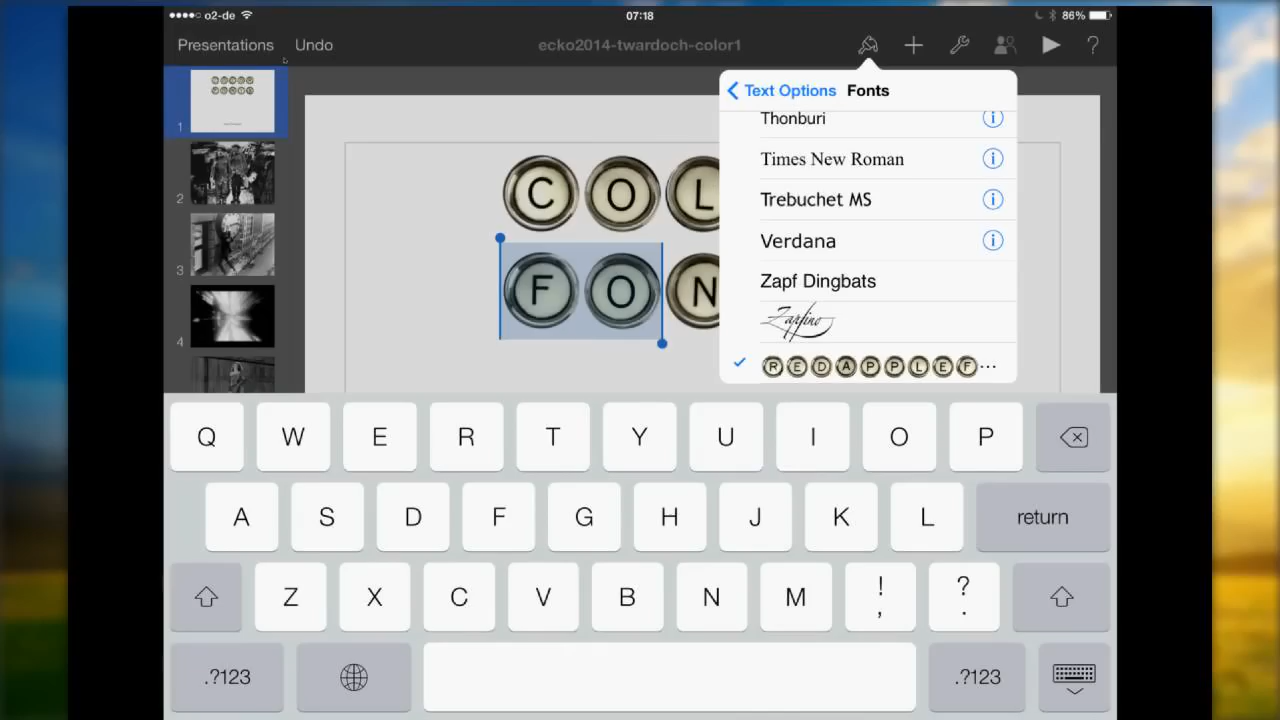 o2-de 07:18 86%
Presentations Undo ecko2014-twardoch-color1 ?
Text Options Fonts
Thonburi
Times New Roman
Trebuchet MS
Verdana
Zapf Dingbats
Zapfino
REDAPPLEF...
1
2
3
4
COL
FON
Q W E R T Y U I O P
A S D F G H J K L return
Z X C V B N M ! , ? .
.?123 .?123